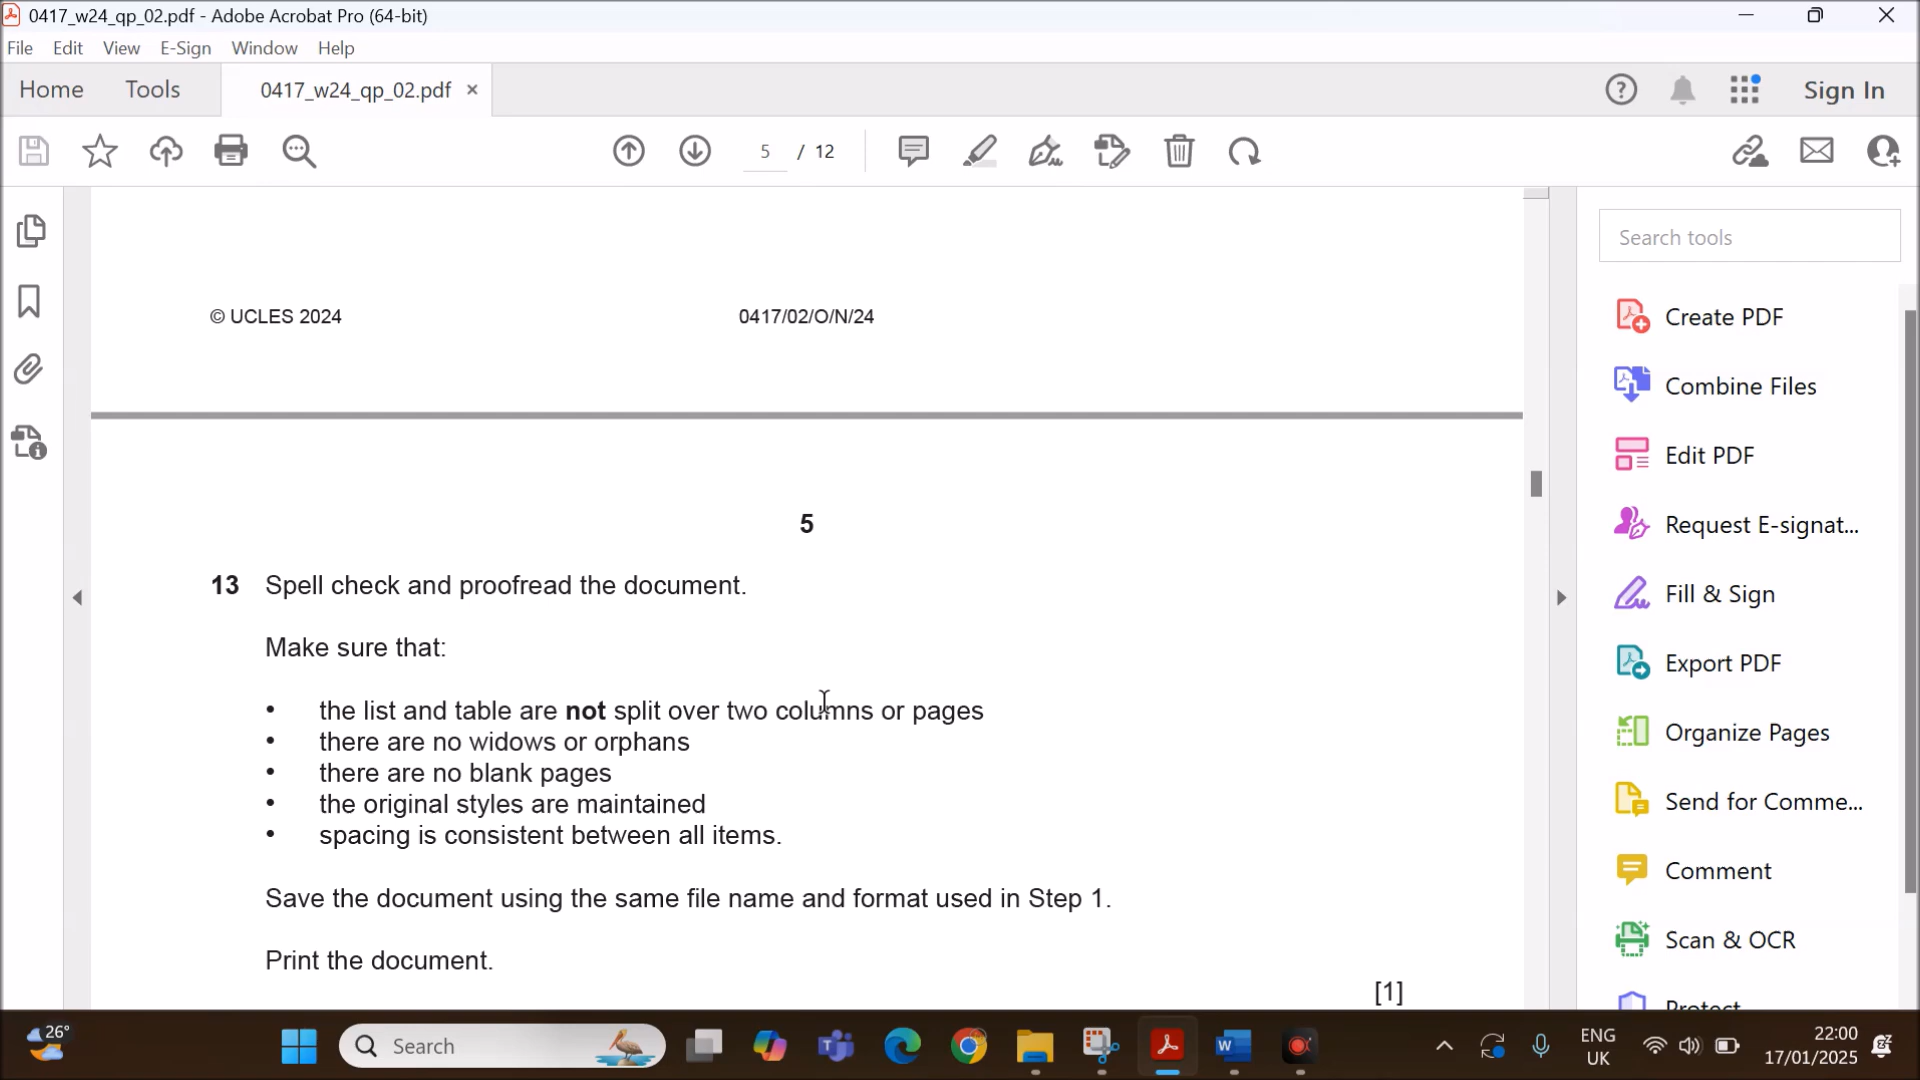 0417_w24_qp_02.pdf - Adobe Acrobat Pro (64-bit)
File Edit View E-Sign Window Help
Home Tools 0417_w24_qp_02.pdf × Sign In
5 / 12
Search tools
© UCLES 2024 0417/02/O/N/24
5
13 Spell check and proofread the document.
Make sure that:
• the list and table are not split over two columns or pages
• there are no widows or orphans
• there are no blank pages
• the original styles are maintained
• spacing is consistent between all items.
Save the document using the same file name and format used in Step 1.
Print the document.
[1]
Create PDF
Combine Files
Edit PDF
Request E-signat...
Fill & Sign
Export PDF
Organize Pages
Send for Comme...
Comment
Scan & OCR
Protect
26°
Search
ENG
UK
22:00
17/01/2025